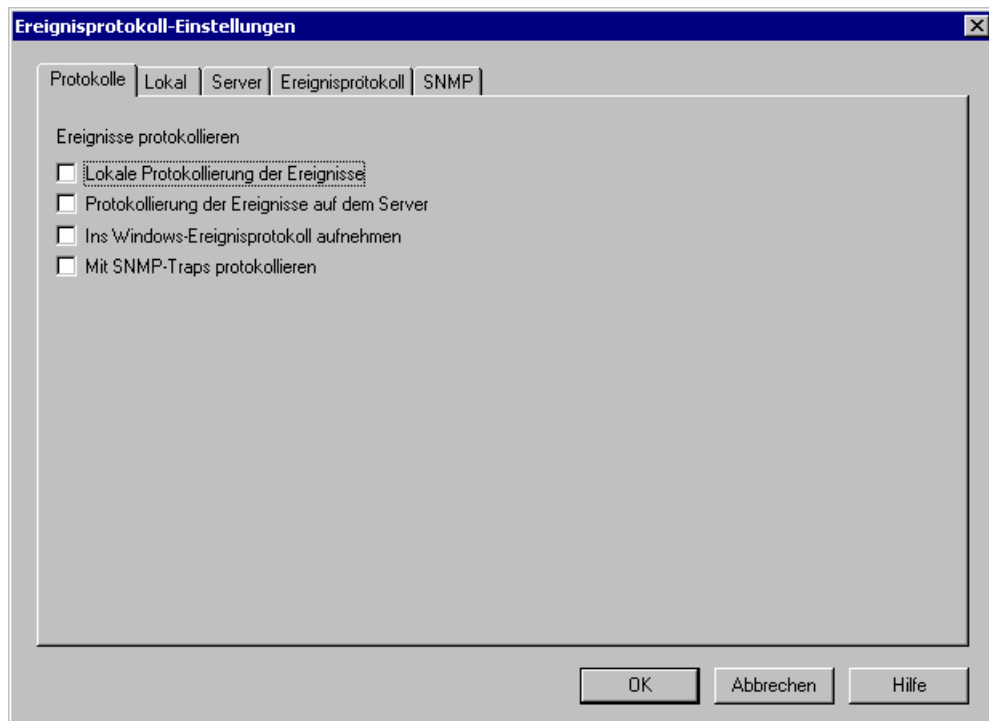 Ereignisprotokoll-Einstellungen
Protokolle Lokal Server Ereignisprotokoll SNMP
Ereignisse protokollieren
Lokale Protokollierung der Ereignisse
Protokollierung der Ereignisse auf dem Server
Ins Windows-Ereignisprotokoll aufnehmen
Mit SNMP-Traps protokollieren
OK Abbrechen Hilfe